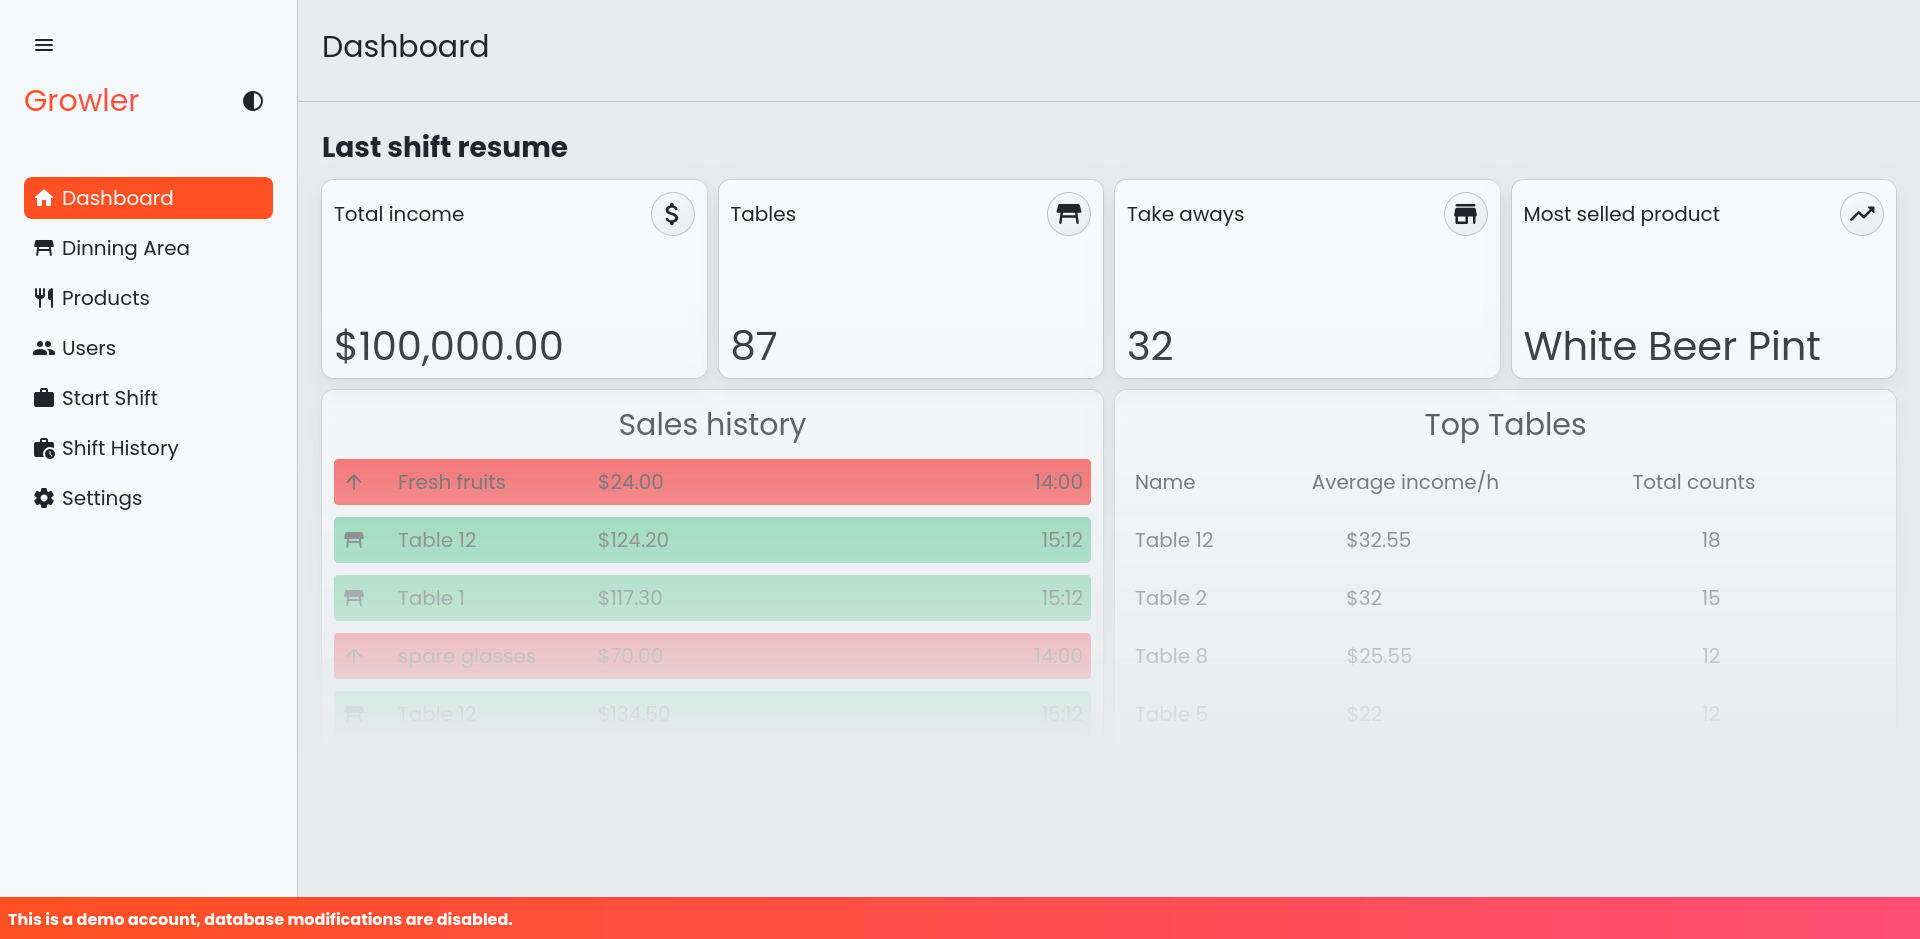 Growler
Dashboard
Dinning Area
Products
Users
Start Shift
Shift History
Settings
Dashboard
Last shift resume
Total income
$100,000.00
Tables
87
Take aways
32
Most selled product
White Beer Pint
Sales history
Fresh fruits $24.00 14:00
Table 12 $124.20 15:12
Table 1 $117.30 15:12
spare glasses $70.00 14:00
Table 12 $134.50 15:12
Top Tables
Name Average income/h Total counts
Table 12 $32.55 18
Table 2 $32 15
Table 8 $25.55 12
Table 5 $22 12
This is a demo account, database modifications are disabled.